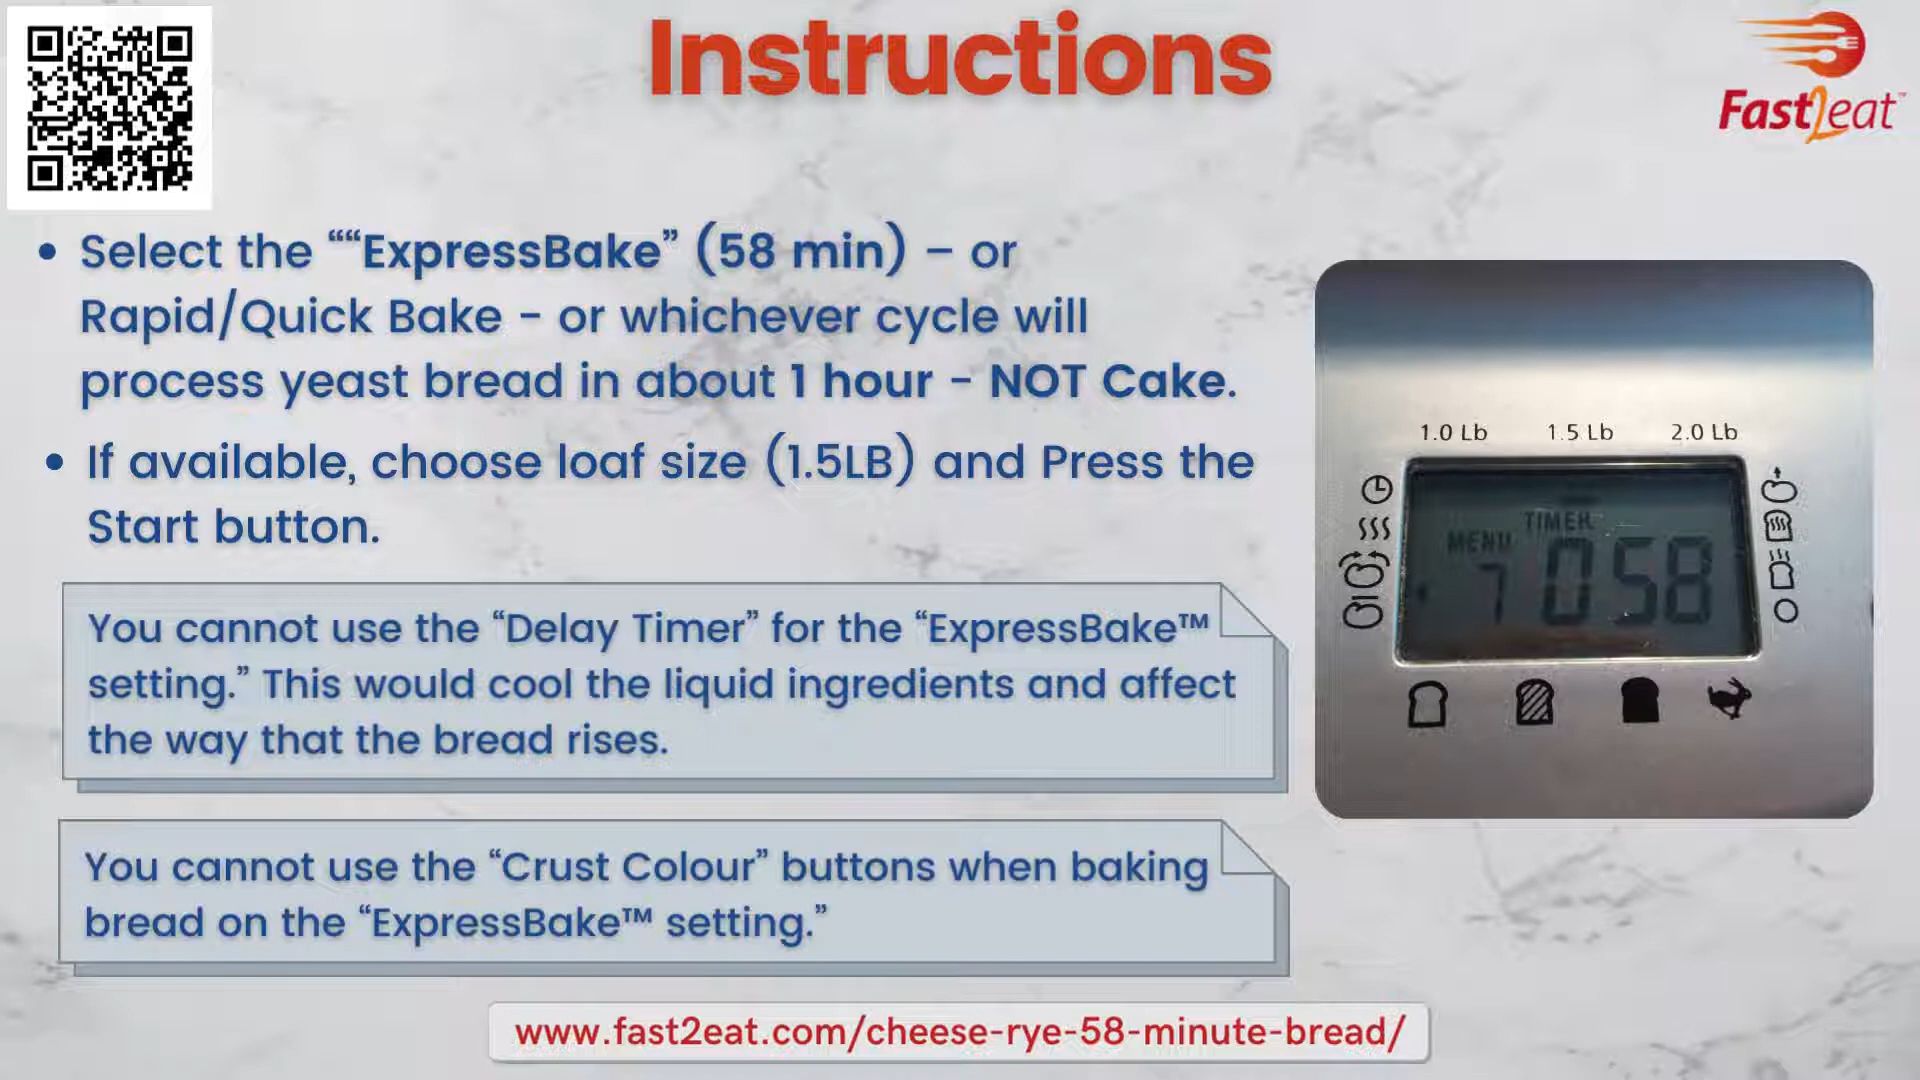 Instructions
Fast2eat™
• Select the ““ExpressBake” (58 min) – or
Rapid/Quick Bake - or whichever cycle will
process yeast bread in about 1 hour - NOT Cake.
• If available, choose loaf size (1.5LB) and Press the
Start button.
You cannot use the “Delay Timer” for the “ExpressBake™
setting.” This would cool the liquid ingredients and affect
the way that the bread rises.
You cannot use the “Crust Colour” buttons when baking
bread on the “ExpressBake™ setting.”
1.0 Lb 1.5 Lb 2.0 Lb
TIMER
MENU
7 0 58
www.fast2eat.com/cheese-rye-58-minute-bread/